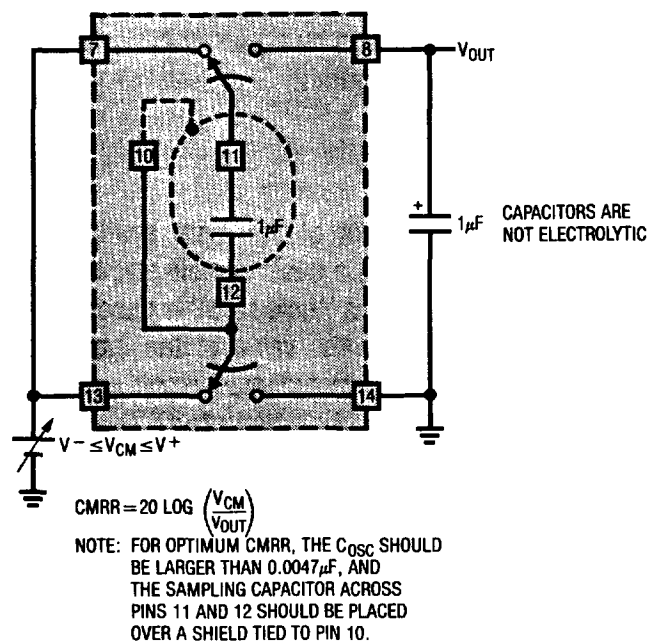 7
8
V_OUT
10
11
1μF
+
1μF
CAPACITORS ARE
NOT ELECTROLYTIC
12
13
14
V⁻ ≤V_CM ≤V⁺
CMRR=20 LOG (V_CM/V_OUT)
NOTE: FOR OPTIMUM CMRR, THE C_OSC SHOULD
BE LARGER THAN 0.0047μF, AND
THE SAMPLING CAPACITOR ACROSS
PINS 11 AND 12 SHOULD BE PLACED
OVER A SHIELD TIED TO PIN 10.